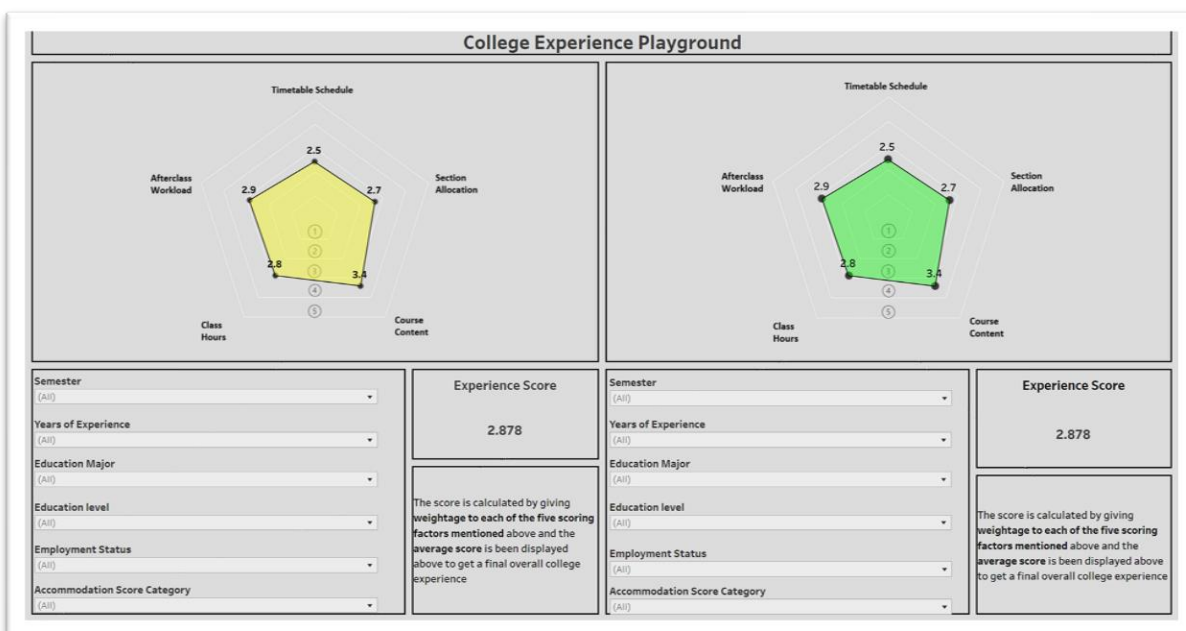 College Experience Playground
Timetable Schedule
2.5
Afterclass
Workload
2.9
2.7
Section
Allocation
1
2
2.8
3
3.4
4
5
Class
Hours
Course
Content
Timetable Schedule
2.5
Afterclass
Workload
2.9
2.7
Section
Allocation
1
2
2.8
3
3.4
4
5
Class
Hours
Course
Content
Semester
(All)
Years of Experience
(All)
Education Major
(All)
Education level
(All)
Employment Status
(All)
Accommodation Score Category
(All)
Experience Score
2.878
The score is calculated by giving
weightage to each of the five scoring
factors mentioned above and the
average score is been displayed
above to get a final overall college
experience
Semester
(All)
Years of Experience
(All)
Education Major
(All)
Education level
(All)
Employment Status
(All)
Accommodation Score Category
(All)
Experience Score
2.878
The score is calculated by giving
weightage to each of the five scoring
factors mentioned above and the
average score is been displayed above
to get a final overall college experience